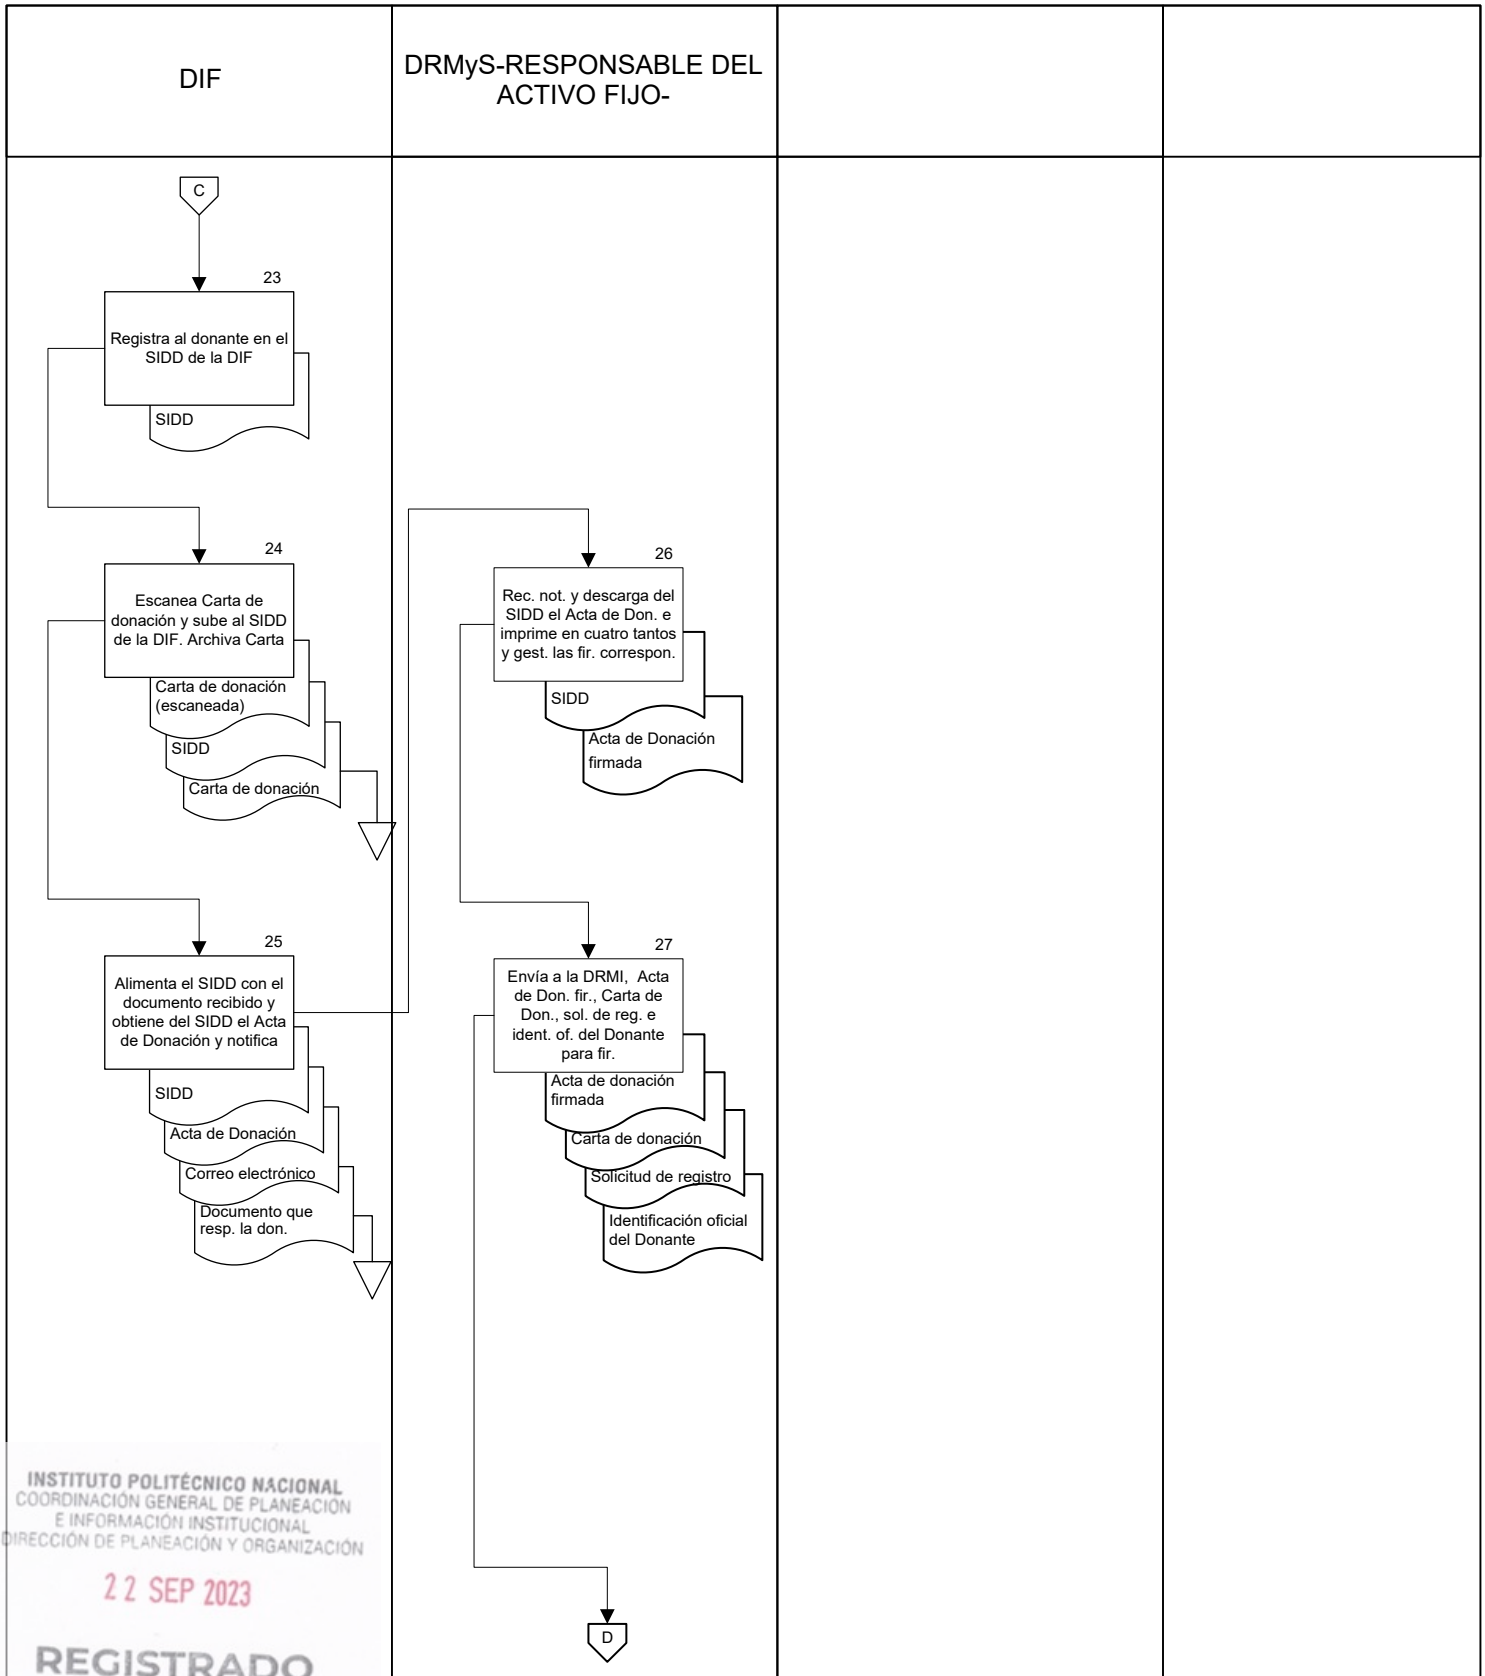 DIF
DRMyS-RESPONSABLE DEL
ACTIVO FIJO-
C
23
Registra al donante en el
SIDD de la DIF
SIDD
24
Escanea Carta de
donación y sube al SIDD
de la DIF. Archiva Carta
Carta de donación
(escaneada)
SIDD
Carta de donación
25
Alimenta el SIDD con el
documento recibido y
obtiene del SIDD el Acta
de Donación y notifica
SIDD
Acta de Donación
Correo electrónico
Documento que
resp. la don.
26
Rec. not. y descarga del
SIDD el Acta de Don. e
imprime en cuatro tantos
y gest. las fir. correspon.
SIDD
Acta de Donación
firmada
27
Envía a la DRMI, Acta
de Don. fir., Carta de
Don., sol. de reg. e
ident. of. del Donante
para fir.
Acta de donación
firmada
Carta de donación
Solicitud de registro
Identificación oficial
del Donante
D
INSTITUTO POLITÉCNICO NACIONAL
COORDINACIÓN GENERAL DE PLANEACIÓN
E INFORMACIÓN INSTITUCIONAL
DIRECCIÓN DE PLANEACIÓN Y ORGANIZACIÓN
22 SEP 2023
REGISTRADO